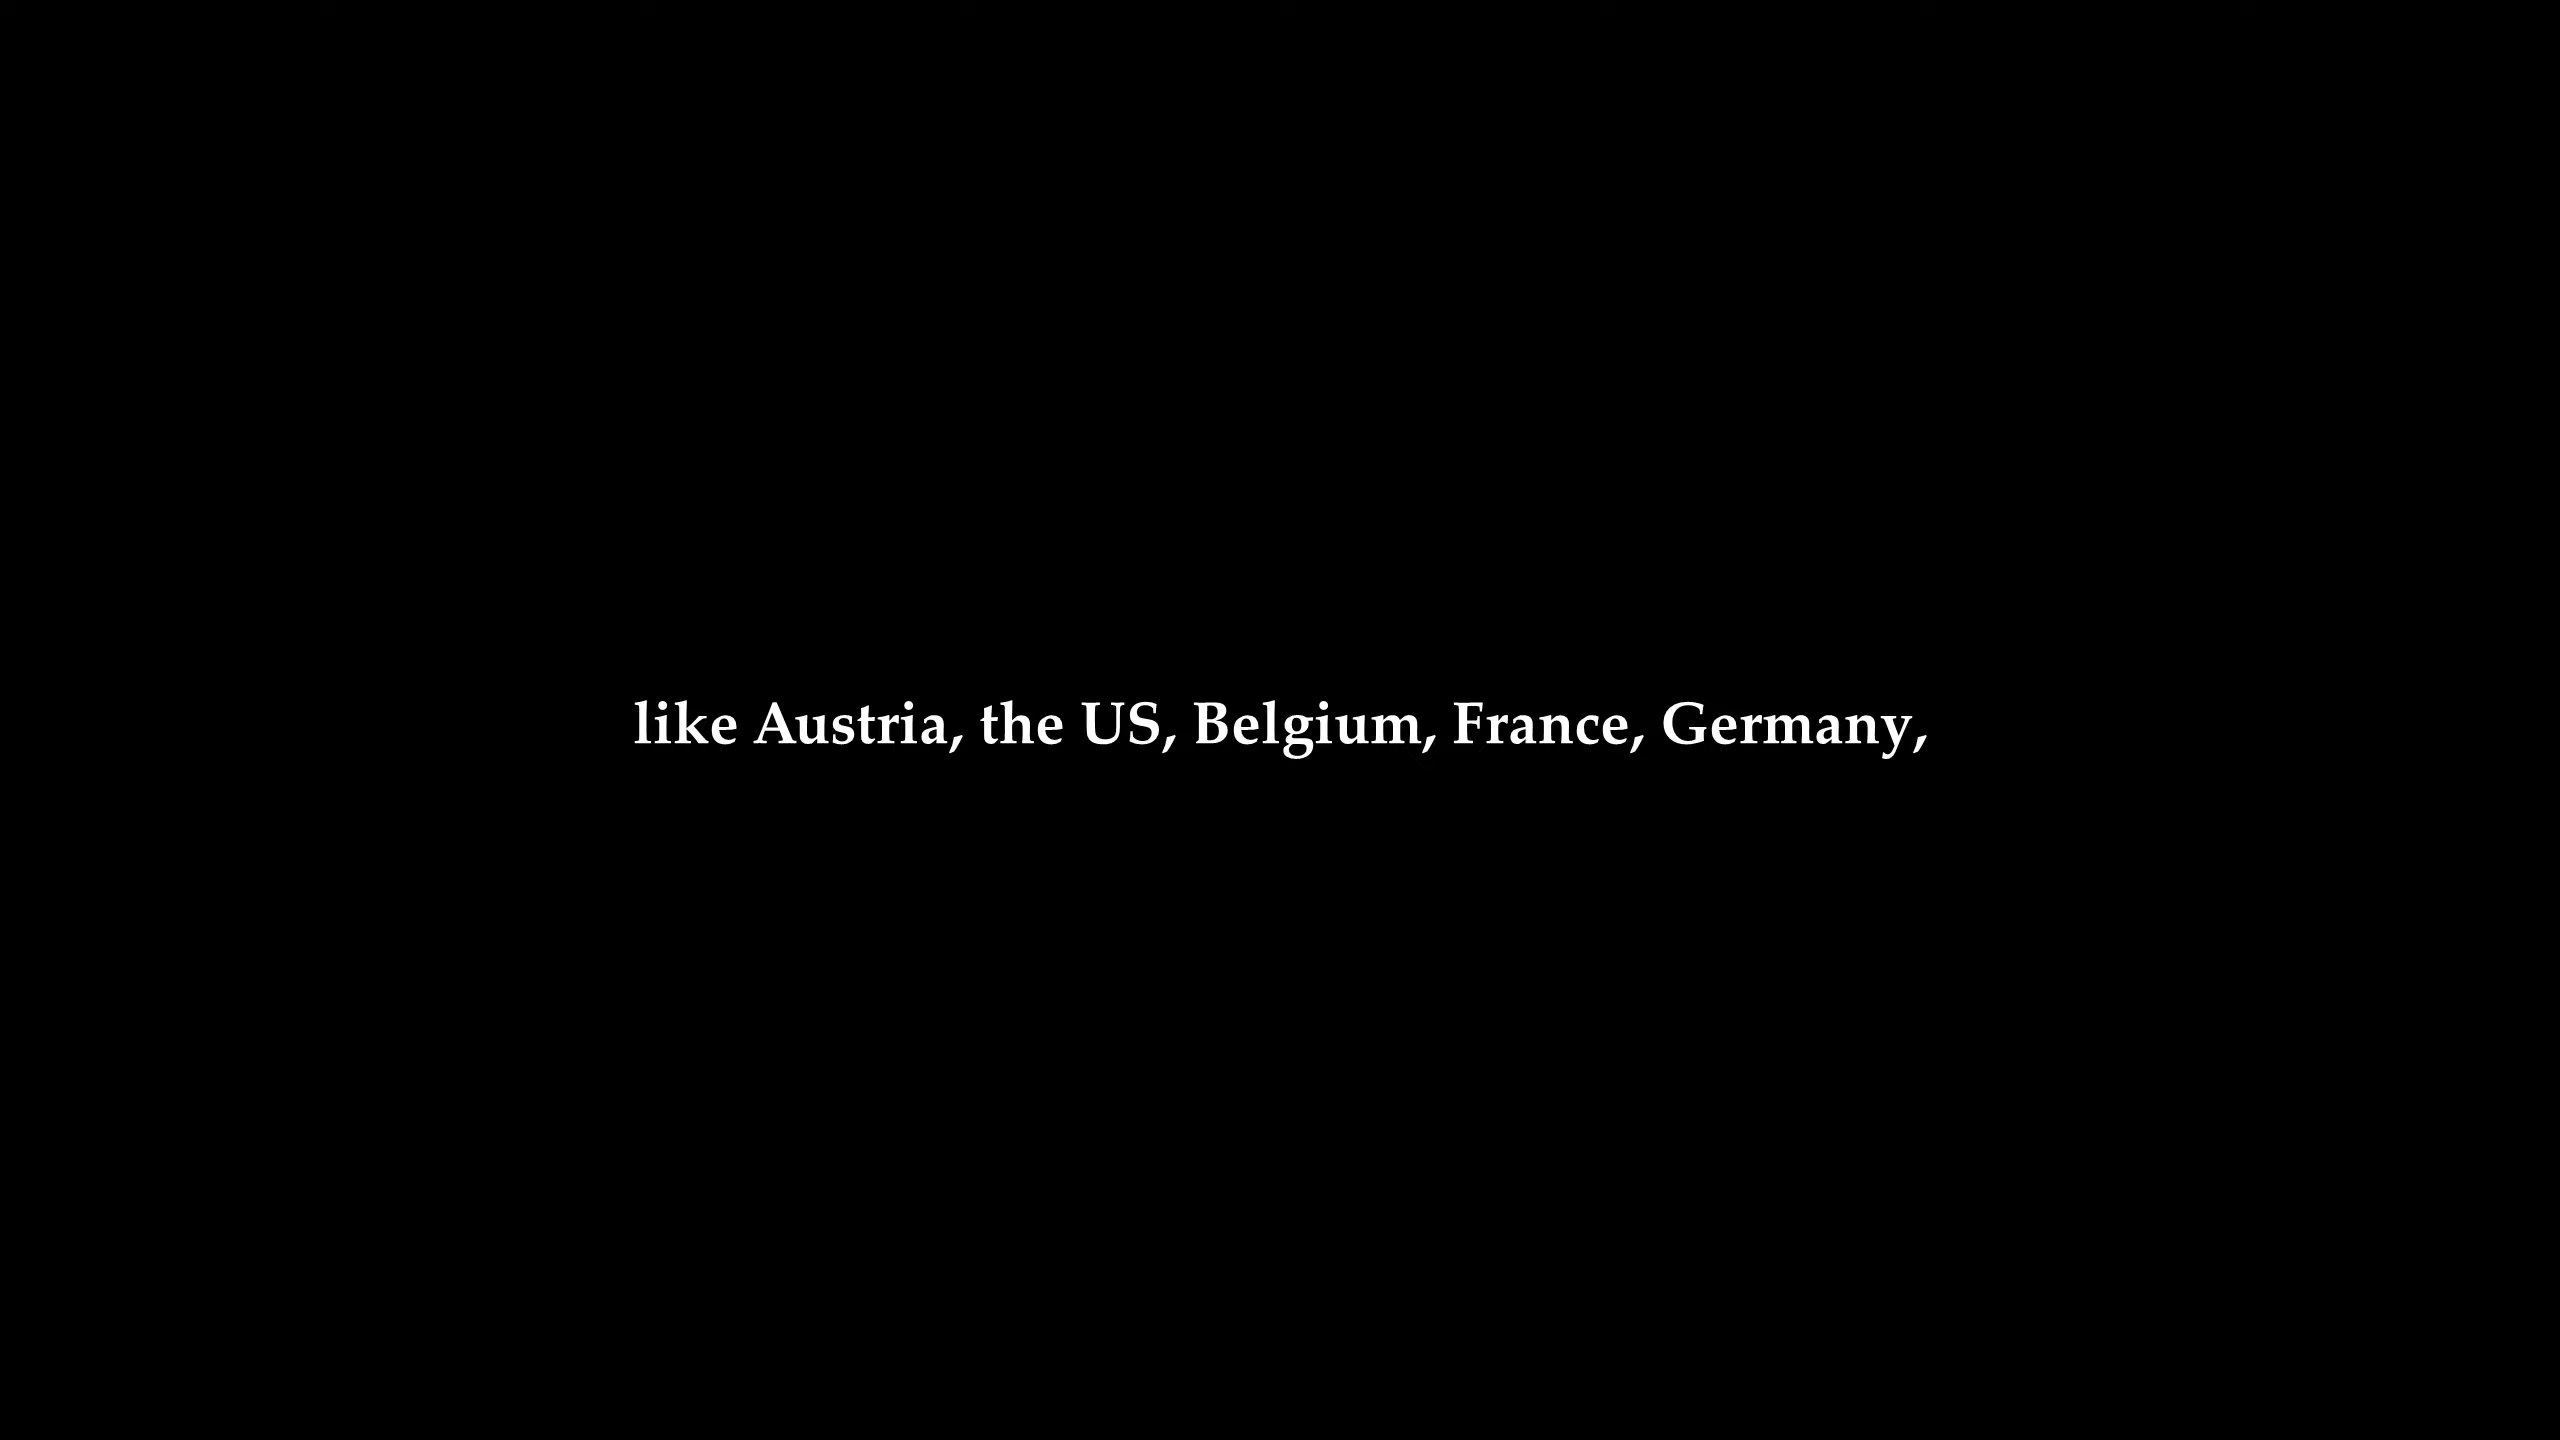 like Austria, the US, Belgium, France, Germany,